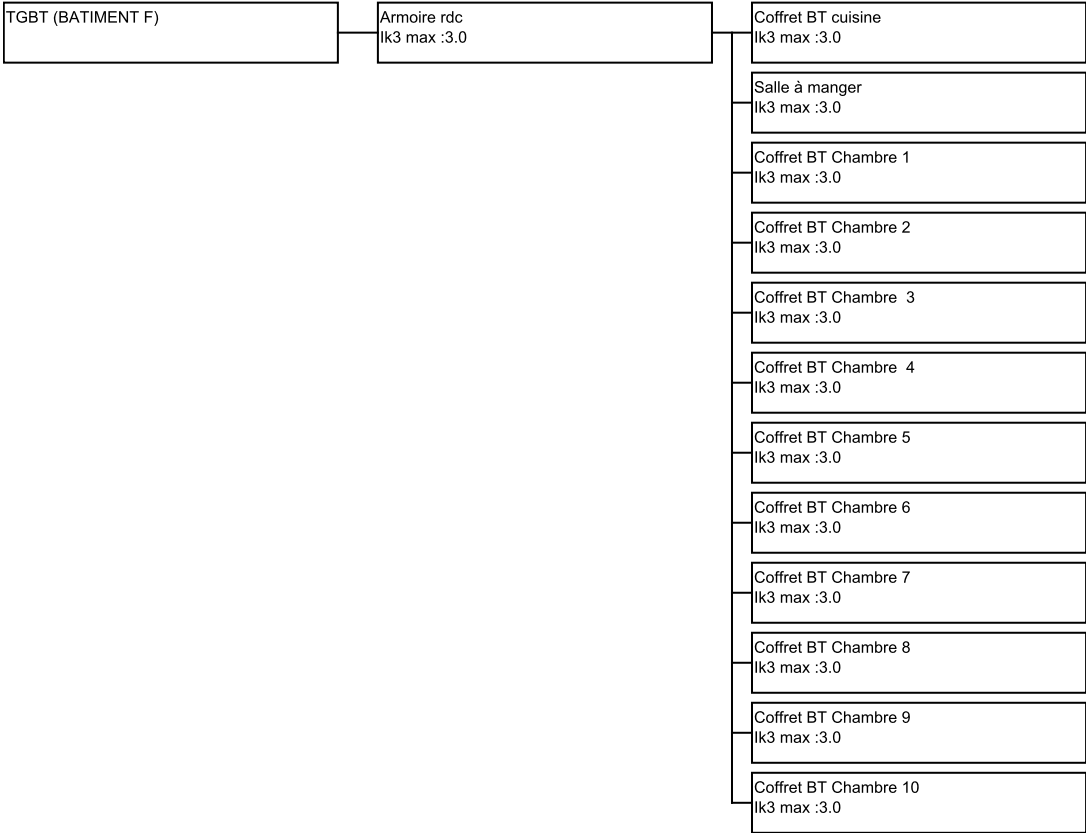 TGBT (BATIMENT F)
Armoire rdc
Ik3 max :3.0
Coffret BT cuisine
Ik3 max :3.0
Salle à manger
Ik3 max :3.0
Coffret BT Chambre 1
Ik3 max :3.0
Coffret BT Chambre 2
Ik3 max :3.0
Coffret BT Chambre  3
Ik3 max :3.0
Coffret BT Chambre  4
Ik3 max :3.0
Coffret BT Chambre 5
Ik3 max :3.0
Coffret BT Chambre 6
Ik3 max :3.0
Coffret BT Chambre 7
Ik3 max :3.0
Coffret BT Chambre 8
Ik3 max :3.0
Coffret BT Chambre 9
Ik3 max :3.0
Coffret BT Chambre 10
Ik3 max :3.0